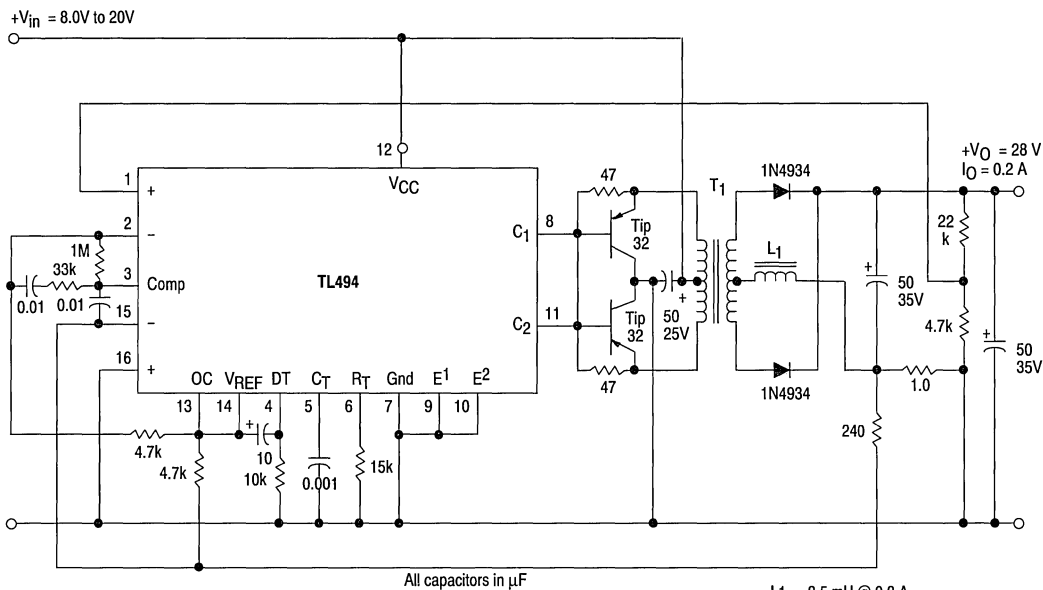 +Vin = 8.0V to 20V
12
VCC
1
+
2
−
1M
33k
3
Comp
0.01
0.01
15
−
16
+
TL494
C1
8
C2
11
47
Tip
32
Tip
32
47
+
50
25V
T1
1N4934
L1
1N4934
+VO = 28 V
IO = 0.2 A
22
k
+
50
35V
4.7k
+
50
35V
1.0
240
OC
VREF
DT
CT
RT
Gnd
E1
E2
13
14
4
5
6
7
9
10
+
4.7k
4.7k
10
10k
0.001
15k
All capacitors in μF